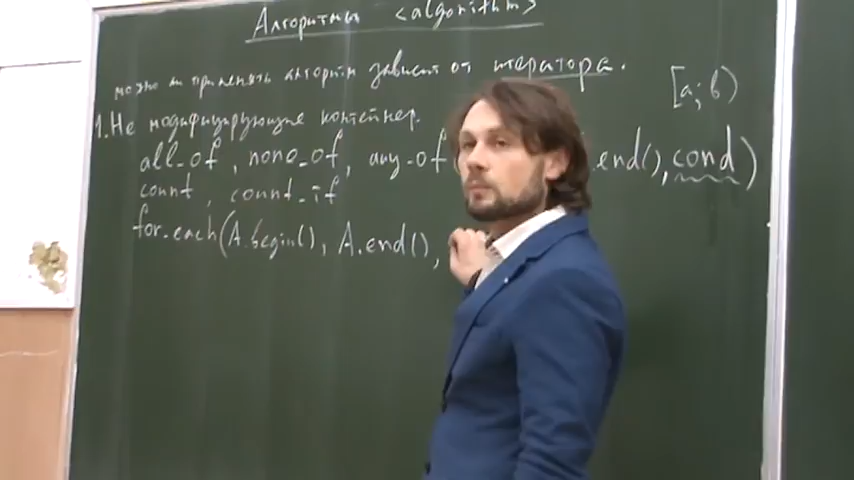 Алгоритмы <algorithm>
можно ли применять алгоритм зависит от итератора.
[a; b)
1. Не модифицирующие контейнер.
all_of, none_of, any_of .end(), cond)
count, count_if
for_each(A.begin(), A.end(),